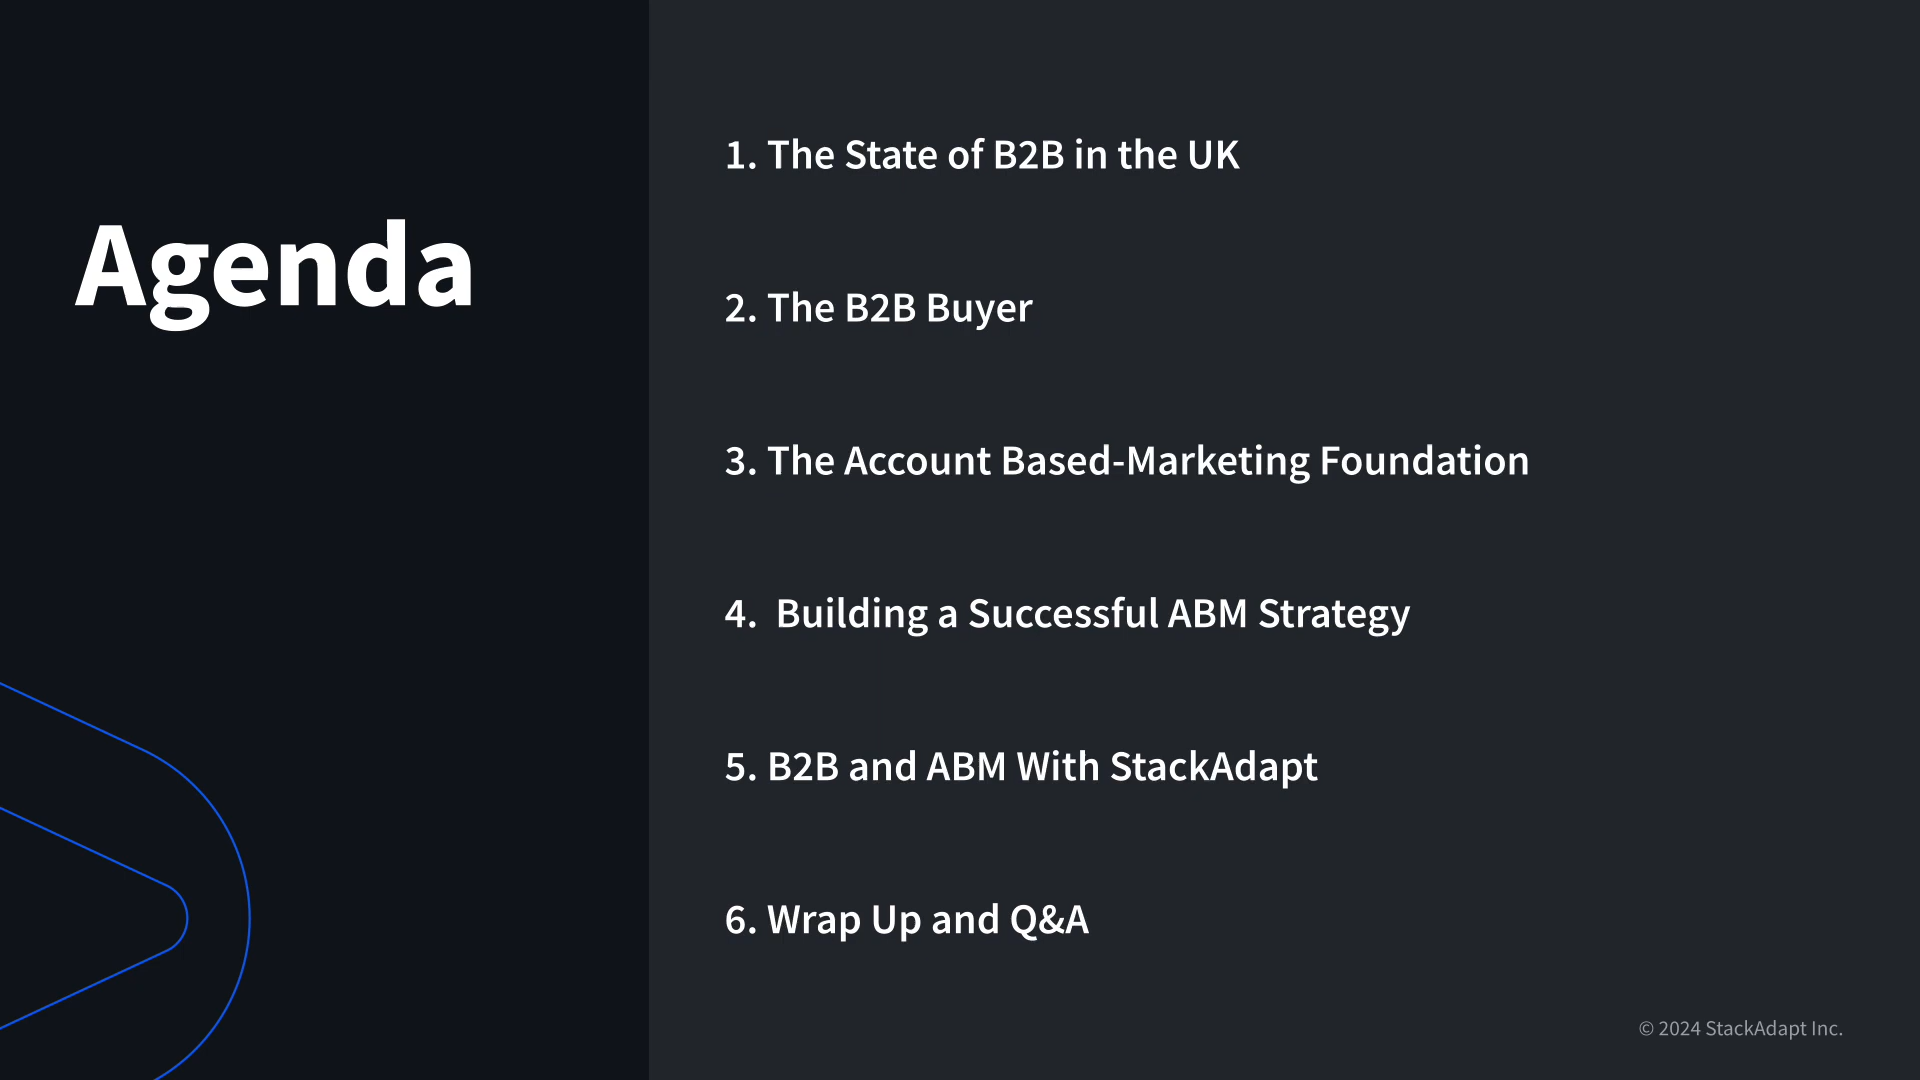 Agenda
1. The State of B2B in the UK
2. The B2B Buyer
3. The Account Based-Marketing Foundation
4.  Building a Successful ABM Strategy
5. B2B and ABM With StackAdapt
6. Wrap Up and Q&A
© 2024 StackAdapt Inc.